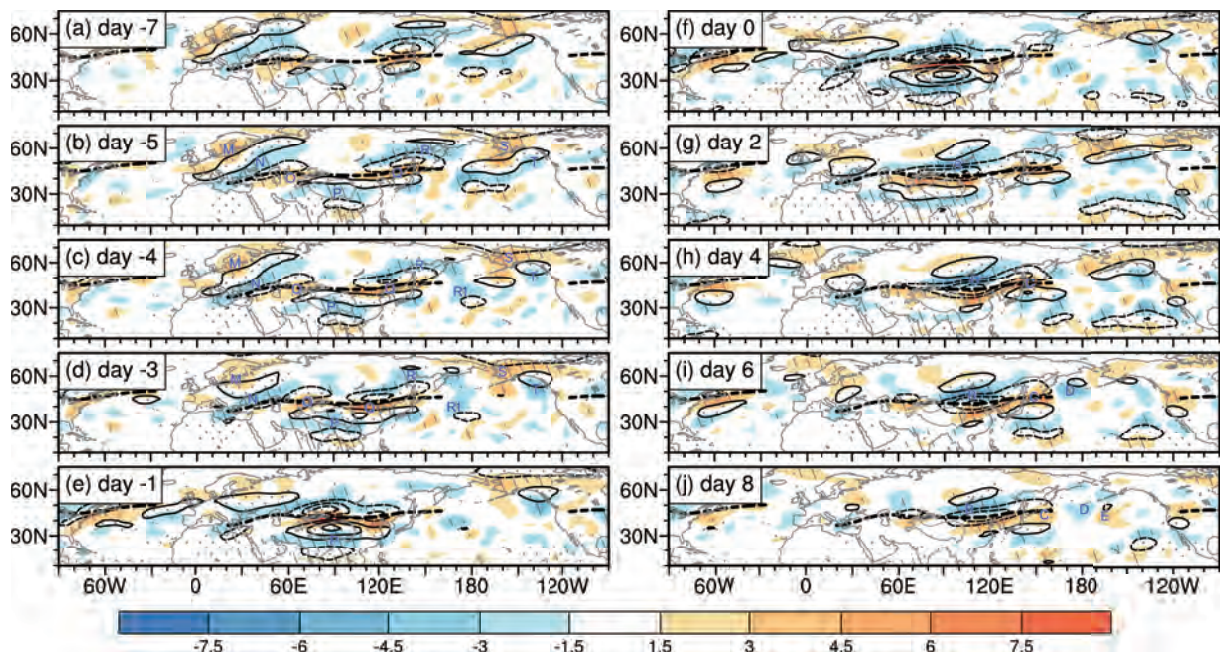 (a) day -7
60N
30N
(b) day -5
M N O P Q R S T
60N
30N
(c) day -4
M N O P Q R R1 S T
60N
30N
(d) day -3
M N O P Q R R1 S T
60N
30N
(e) day -1
60N
30N
60W 0 60E 120E 180 120W
(f) day 0
(g) day 2
(h) day 4
(i) day 6
B C D
(j) day 8
B C D E
60W 0 60E 120E 180 120W
-7.5 -6 -4.5 -3 -1.5 1.5 3 4.5 6 7.5